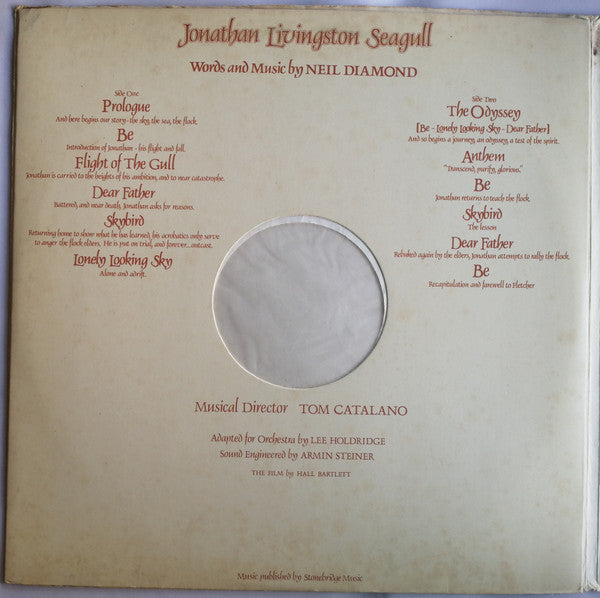 Jonathan Livingston Seagull
Words and Music by NEIL DIAMOND
Side One
Prologue
And here begins our story - the sky, the sea, the flock.
Be
Introduction of Jonathan - his flight and fall.
Flight of The Gull
Jonathan is carried to the heights of his ambition, and to near catastrophe.
Dear Father
Battered, and near death, Jonathan asks for reasons.
Skybird
Returning home to show what he has learned, his acrobatics only serve
to anger the flock elders. He is put on trial, and forever...outcast.
Lonely Looking Sky
Alone and adrift.
Side Two
The Odyssey
[Be - Lonely Looking Sky - Dear Father]
And so begins a journey, an odyssey, a test of the spirit.
Anthem
"Transcend, purify, glorious."
Be
Jonathan returns to teach the flock.
Skybird
The lesson
Dear Father
Rebuked again by the elders, Jonathan attempts to rally the flock.
Be
Recapitulation and farewell to Fletcher
Musical Director TOM CATALANO
Adapted for Orchestra by LEE HOLDRIDGE
Sound Engineered by ARMIN STEINER
THE FILM by HALL BARTLETT
Music published by Stonebridge Music